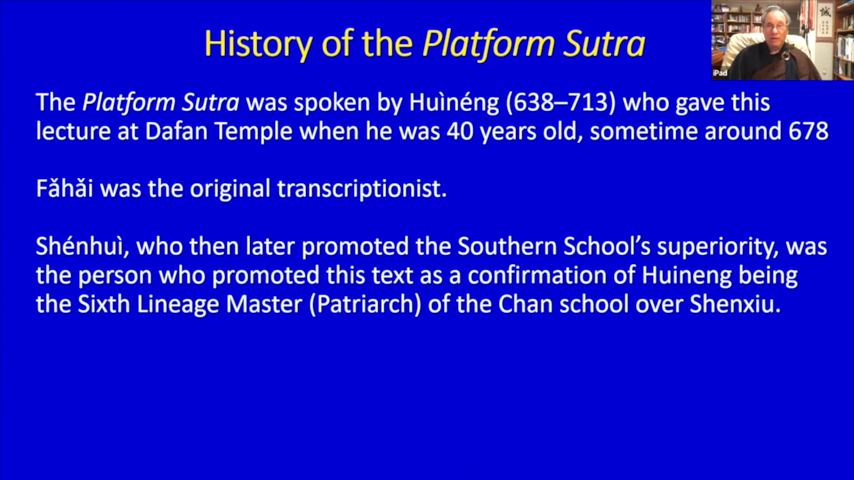 History of the Platform Sutra
iPad
The Platform Sutra was spoken by Huìnéng (638–713) who gave this
lecture at Dafan Temple when he was 40 years old, sometime around 678
Fǎhǎi was the original transcriptionist.
Shénhuì, who then later promoted the Southern School’s superiority, was
the person who promoted this text as a confirmation of Huineng being
the Sixth Lineage Master (Patriarch) of the Chan school over Shenxiu.